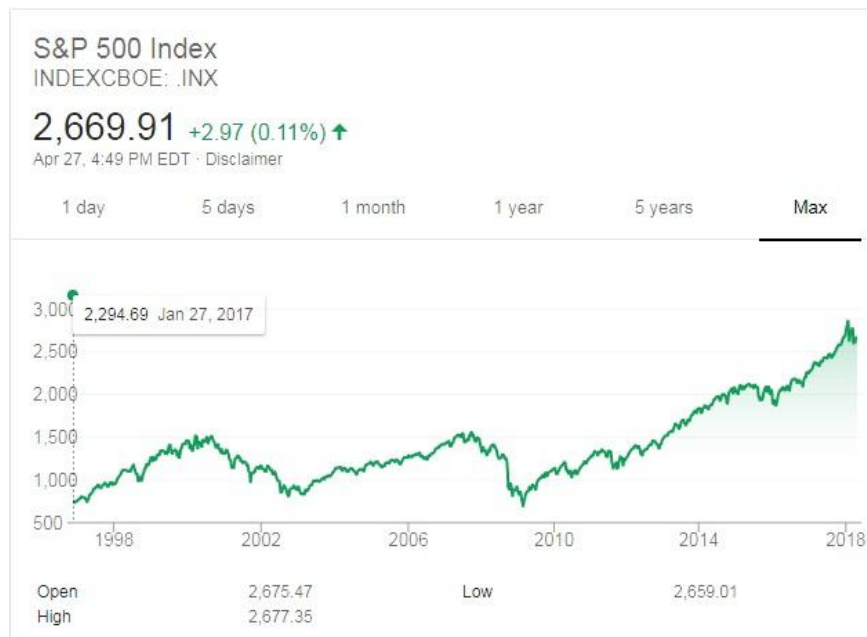 S&P 500 Index
INDEXCBOE: .INX
2,669.91 +2.97 (0.11%) ↑
Apr 27, 4:49 PM EDT · Disclaimer
1 day 5 days 1 month 1 year 5 years Max
3,000
2,294.69 Jan 27, 2017
2,500
2,000
1,500
1,000
500
1998 2002 2006 2010 2014 2018
Open 2,675.47 Low 2,659.01
High 2,677.35